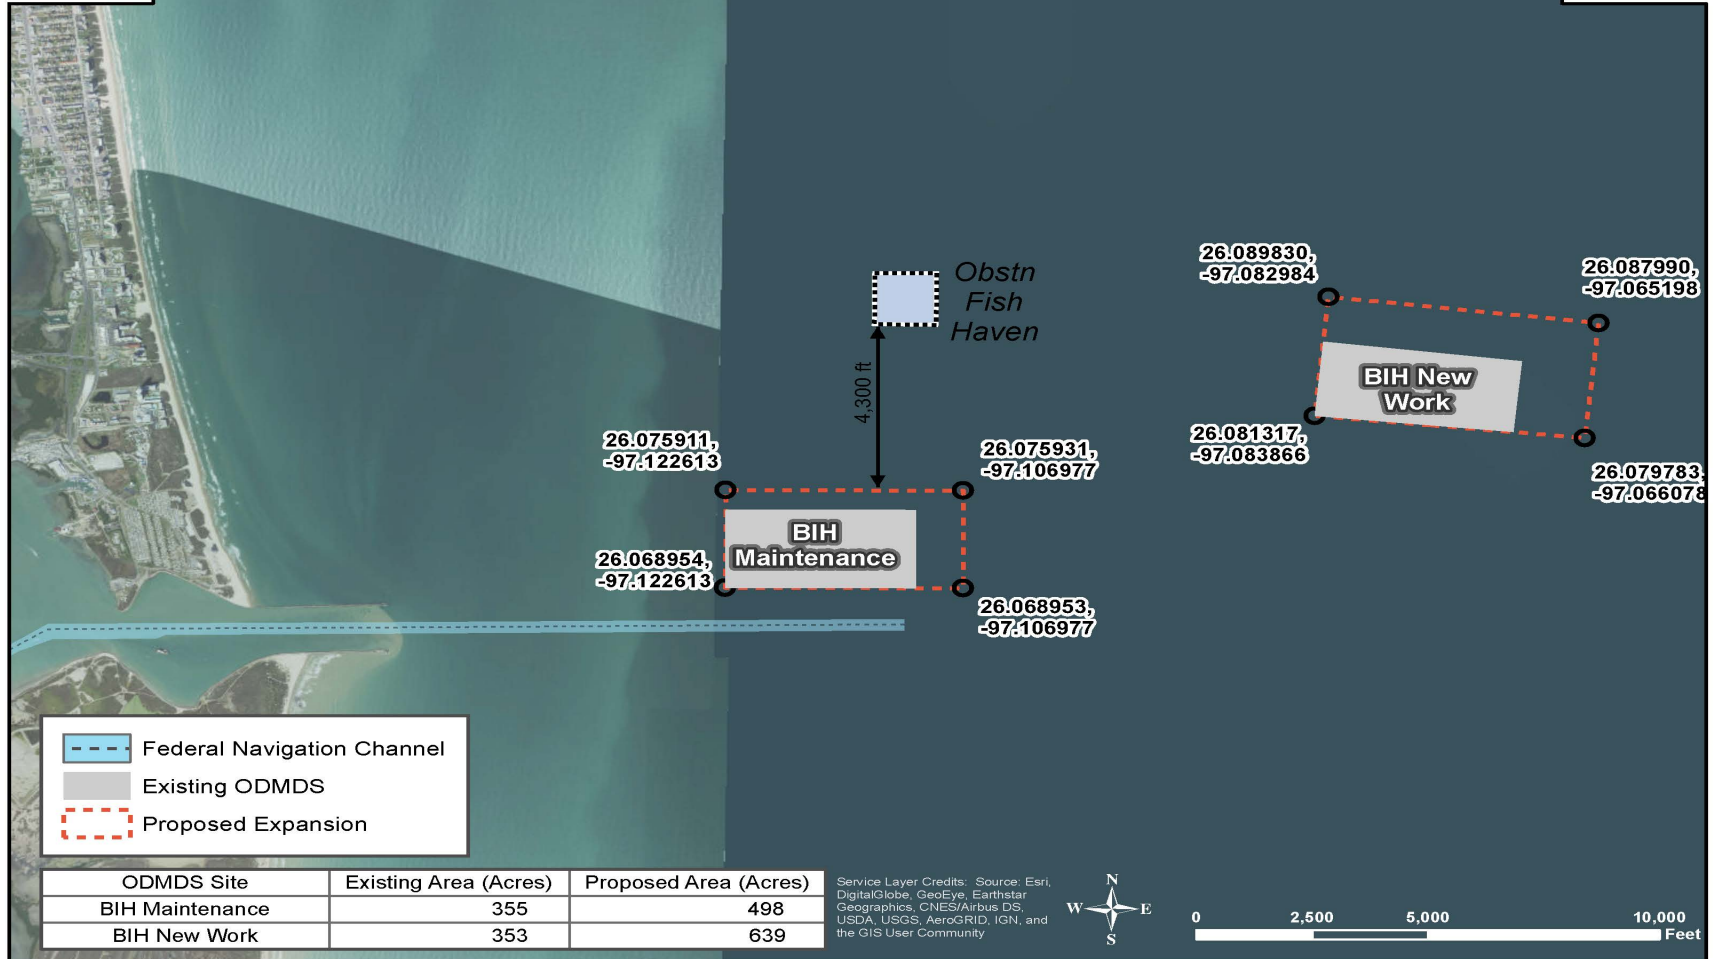 Obstn
Fish
Haven
26.089830,
-97.082984
26.087990,
-97.065198
BIH New
Work
26.081317,
-97.083866
26.079783,
-97.066078
4,300 ft
26.075911,
-97.122613
26.075931,
-97.106977
BIH
Maintenance
26.068954,
-97.122613
26.068953,
-97.106977
Federal Navigation Channel
Existing ODMDS
Proposed Expansion
ODMDS Site Existing Area (Acres) Proposed Area (Acres)
BIH Maintenance 355 498
BIH New Work 353 639
Service Layer Credits: Source: Esri,
DigitalGlobe, GeoEye, Earthstar
Geographics, CNES/Airbus DS,
USDA, USGS, AeroGRID, IGN, and
the GIS User Community
N
W E
S
0 2,500 5,000 10,000
Feet